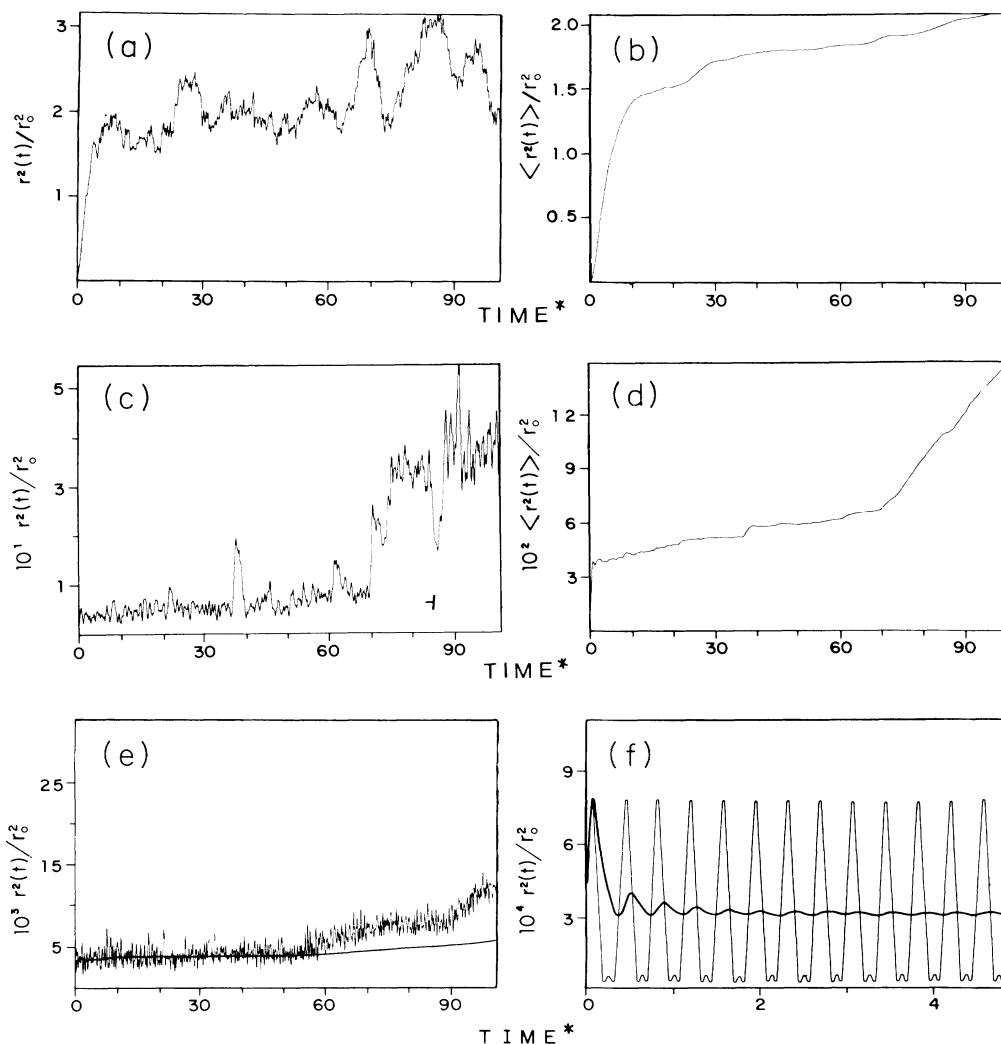 (a)
r²(t)/r₀²
3
2
1
0
30
60
90
(b)
<r²(t)>/r₀²
2.0
1.5
1.0
0.5
0
30
60
90
TIME*
(c)
10¹ r²(t)/r₀²
5
3
1
0
30
60
90
(d)
10² <r²(t)>/r₀²
12
9
6
3
0
30
60
90
TIME*
(e)
10³ r²(t)/r₀²
25
15
5
0
30
60
90
(f)
10⁴ r²(t)/r₀²
9
6
3
0
2
4
TIME*